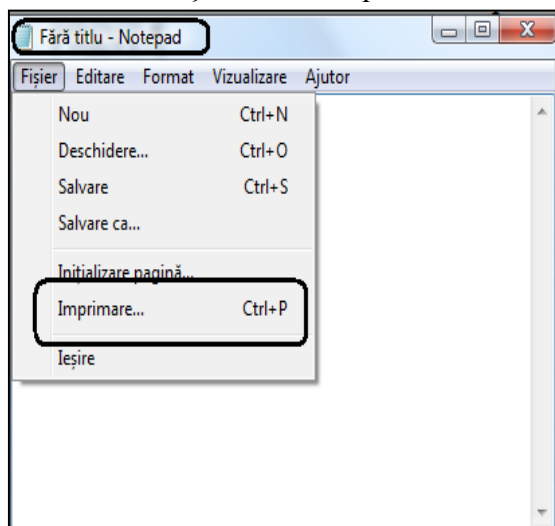 Fără titlu - Notepad
Fișier Editare Format Vizualizare Ajutor
Nou Ctrl+N
Deschidere... Ctrl+O
Salvare Ctrl+S
Salvare ca...
Inițializare pagină...
Imprimare... Ctrl+P
Ieșire